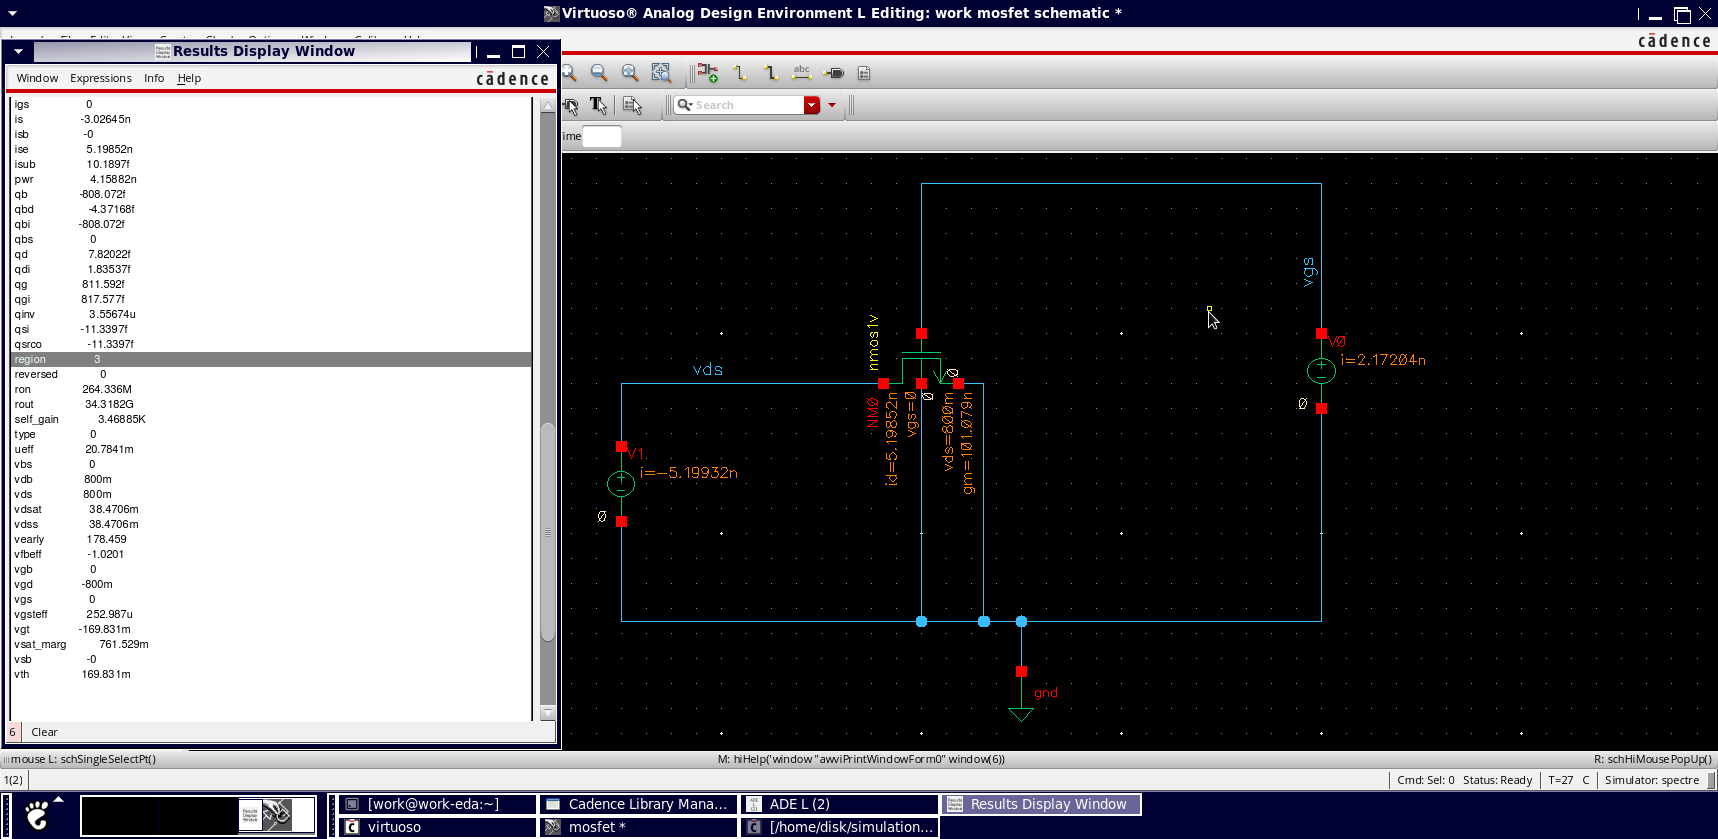 Virtuoso® Analog Design Environment L Editing: work mosfet schematic *
cādence
Results Display Window
Window Expressions Info Help
cādence
igs 0
is -3.02645n
isb -0
ise 5.19852n
isub 10.1897f
pwr 4.15882n
qb -808.072f
qbd -4.37168f
qbi -808.072f
qbs 0
qd 7.82022f
qdi 1.83537f
qg 811.592f
qgi 817.577f
qinv 3.55674u
qsi -11.3397f
qsrco -11.3397f
region 3
reversed 0
ron 264.336M
rout 34.3182G
self_gain 3.46885K
type 0
ueff 20.7841m
vbs 0
vdb 800m
vds 800m
vdsat 38.4706m
vdss 38.4706m
vearly 178.459
vfbeff -1.0201
vgb 0
vgd -800m
vgs 0
vgsteff 252.987u
vgt -169.831m
vsat_marg 761.529m
vsb -0
vth 169.831m
6 Clear
abc
Search
ime
vgs
nmos1v
V0
i=2.17204n
0
vds
0
0
NM0
id=5.19852n
vgs=0
vds=800m
gm=101.079n
V1
i=-5.19932n
0
gnd
mouse L: schSingleSelectPt()
M: hiHelp('window "awviPrintWindowForm0" window(6))
R: schHiMousePopUp()
1(2)
Cmd: Sel: 0 Status: Ready T=27 C Simulator: spectre
[work@work-eda:~]
Cadence Library Mana...
ADE L (2)
Results Display Window
virtuoso
mosfet *
[/home/disk/simulation...